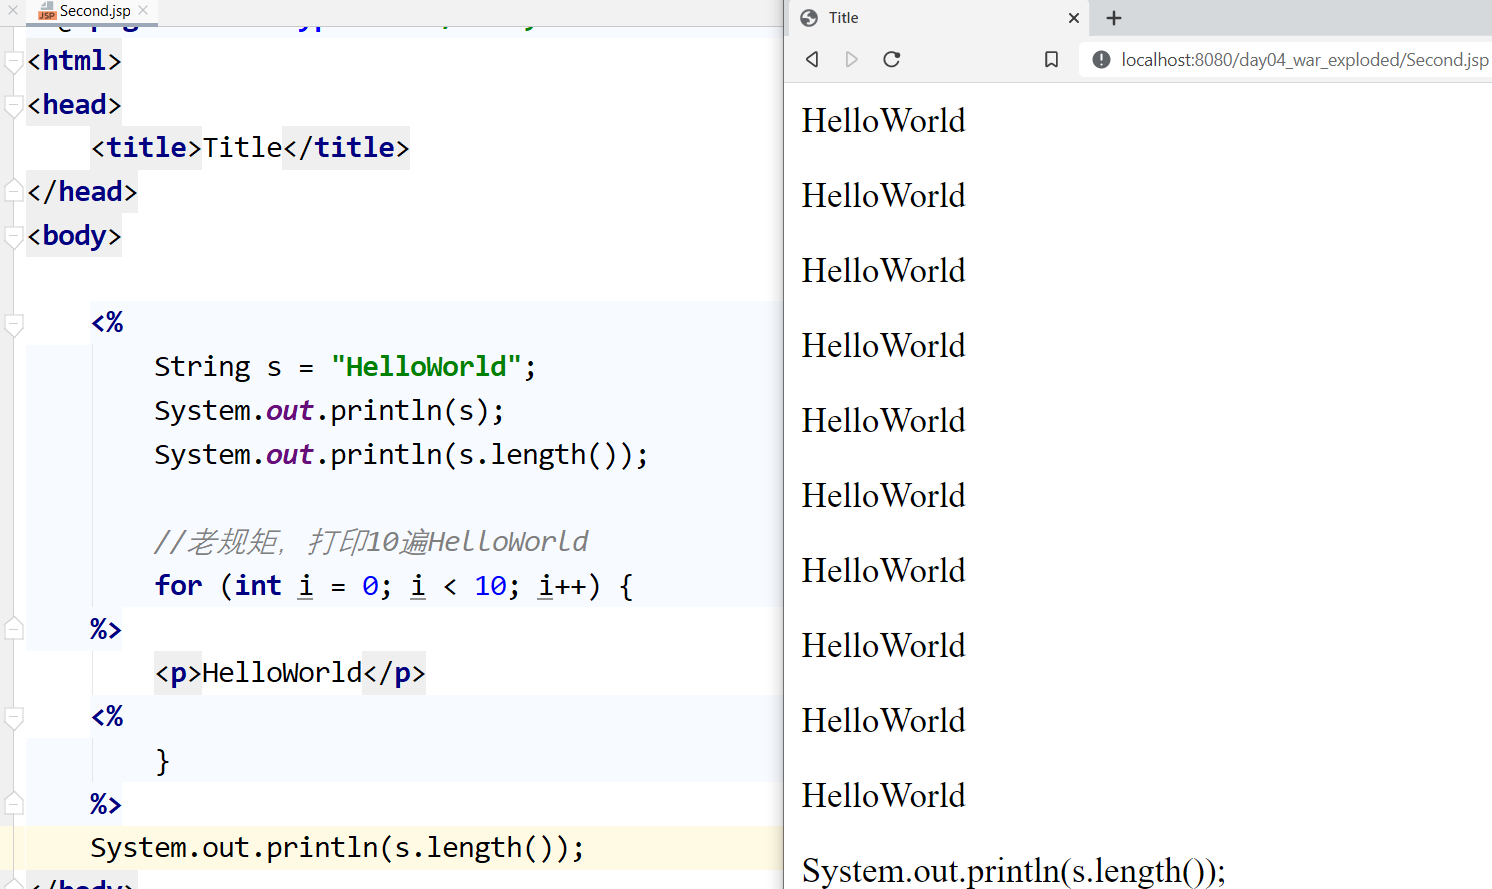 Second.jsp
<html>
<head>
<title>Title</title>
</head>
<body>
<%
String s = "HelloWorld";
System.out.println(s);
System.out.println(s.length());
//老规矩，打印10遍HelloWorld
for (int i = 0; i < 10; i++) {
%>
<p>HelloWorld</p>
<%
}
%>
System.out.println(s.length());
</body>
Title
localhost:8080/day04_war_exploded/Second.jsp
HelloWorld
HelloWorld
HelloWorld
HelloWorld
HelloWorld
HelloWorld
HelloWorld
HelloWorld
HelloWorld
HelloWorld
System.out.println(s.length());